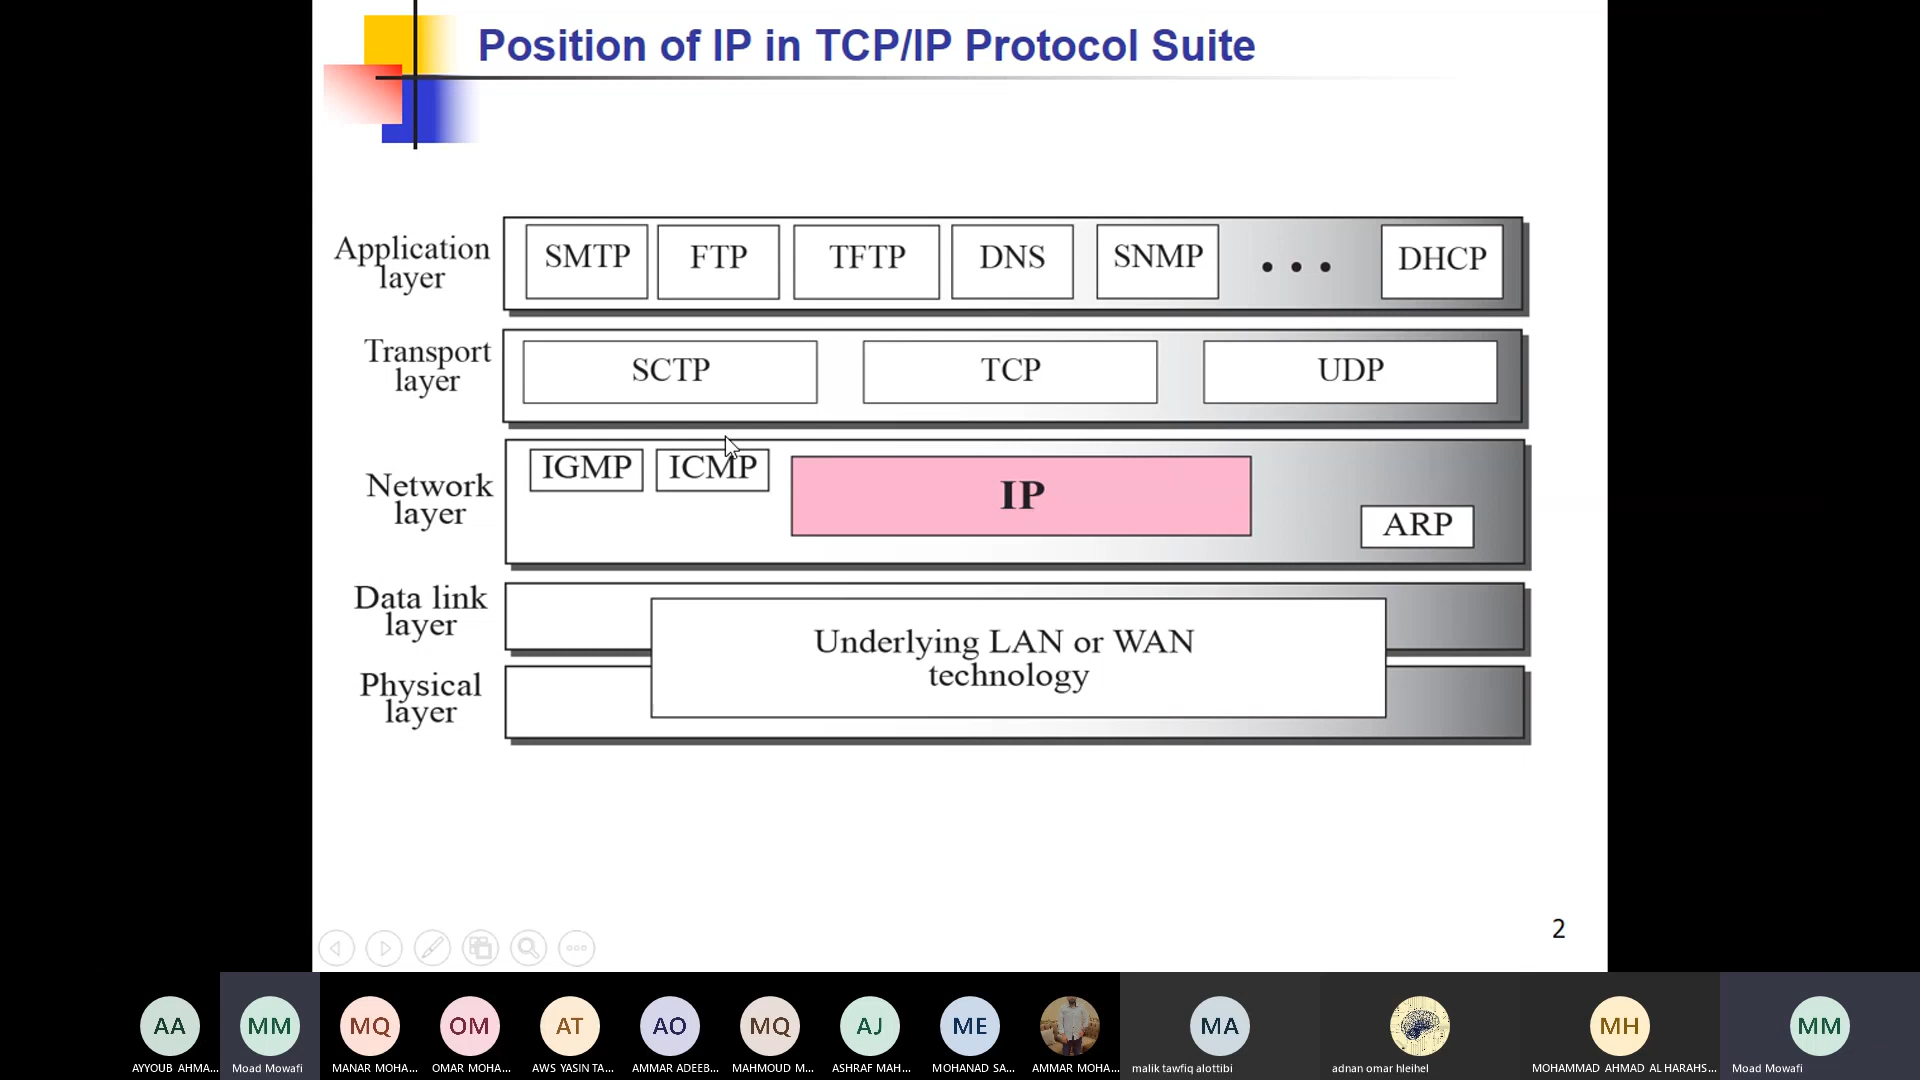 Position of IP in TCP/IP Protocol Suite
Application
layer
SMTP
FTP
TFTP
DNS
SNMP
• • •
DHCP
Transport
layer
SCTP
TCP
UDP
Network
layer
IGMP
ICMP
IP
ARP
Data link
layer
Underlying LAN or WAN
technology
Physical
layer
2
AA
MM
MQ
OM
AT
AO
MQ
AJ
ME
MA
MH
MM
AYYOUB AHMA...
Moad Mowafi
MANAR MOHA...
OMAR MOHA...
AWS YASIN TA...
AMMAR ADEEB...
MAHMOUD M...
ASHRAF MAH...
MOHANAD SA...
AMMAR MOHA...
malik tawfiq alottibi
adnan omar hleihel
MOHAMMAD AHMAD AL HARAHS...
Moad Mowafi